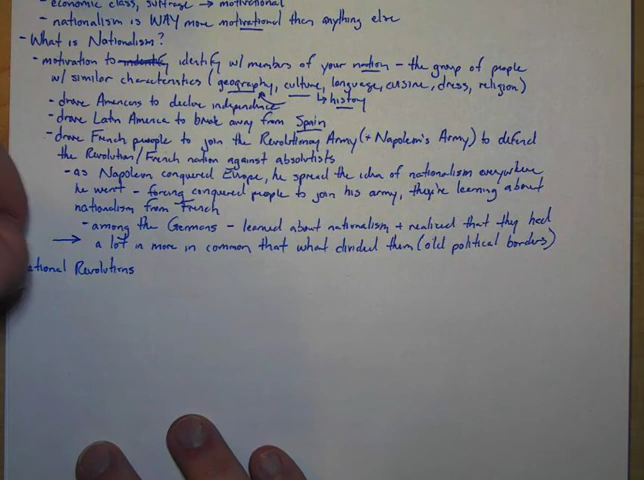 - economic class, suffrage → motivational
- nationalism is WAY more motivational then anything else
- What is Nationalism?
- motivation to identify identify w/ members of your nation - the group of people
w/ similar characteristics (geography, culture, language, cuisine, dress, religion)
↳ history
- drove Americans to declare independence
- drove Latin America to break away from Spain
- drove French people to join the Revolutionary Army (+ Napoleon's Army) to defend
the Revolution/French nation against absolutists
- as Napoleon conquered Europe, he spread the idea of nationalism everywhere
he went - forcing conquered people to join his army, they're learning about
nationalism from French
- among the Germans - learned about nationalism + realized that they had
→ a lot in more in common that what divided them (old political borders)
ational Revolutions